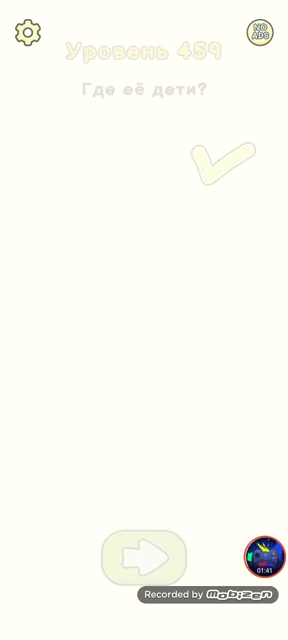 NO
ADS
Уровень 459
Где её дети?
01:41
Recorded by Mobizen